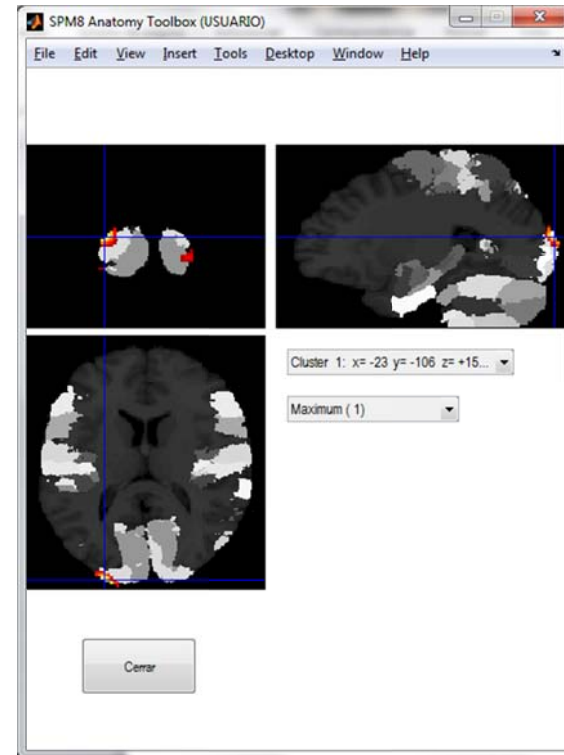 SPM8 Anatomy Toolbox (USUARIO)
File Edit View Insert Tools Desktop Window Help
Cluster 1: x= -23 y= -106 z= +15...
Maximum ( 1)
Cerrar